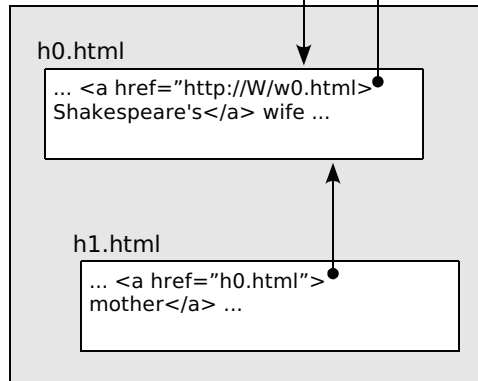 h0.html
... <a href=”http://W/w0.html>
Shakespeare's</a> wife ...
h1.html
... <a href=”h0.html”>
mother</a> ...